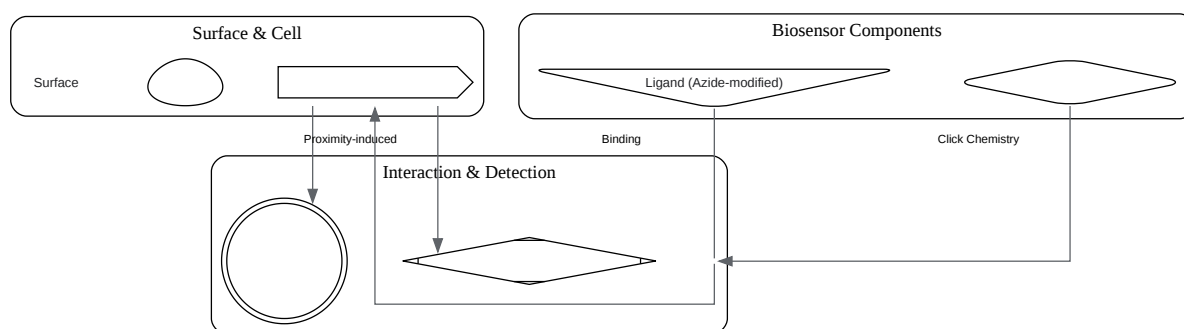 Surface & Cell
Biosensor Components
Surface
Ligand (Azide-modified)
Proximity-induced
Binding
Click Chemistry
Interaction & Detection